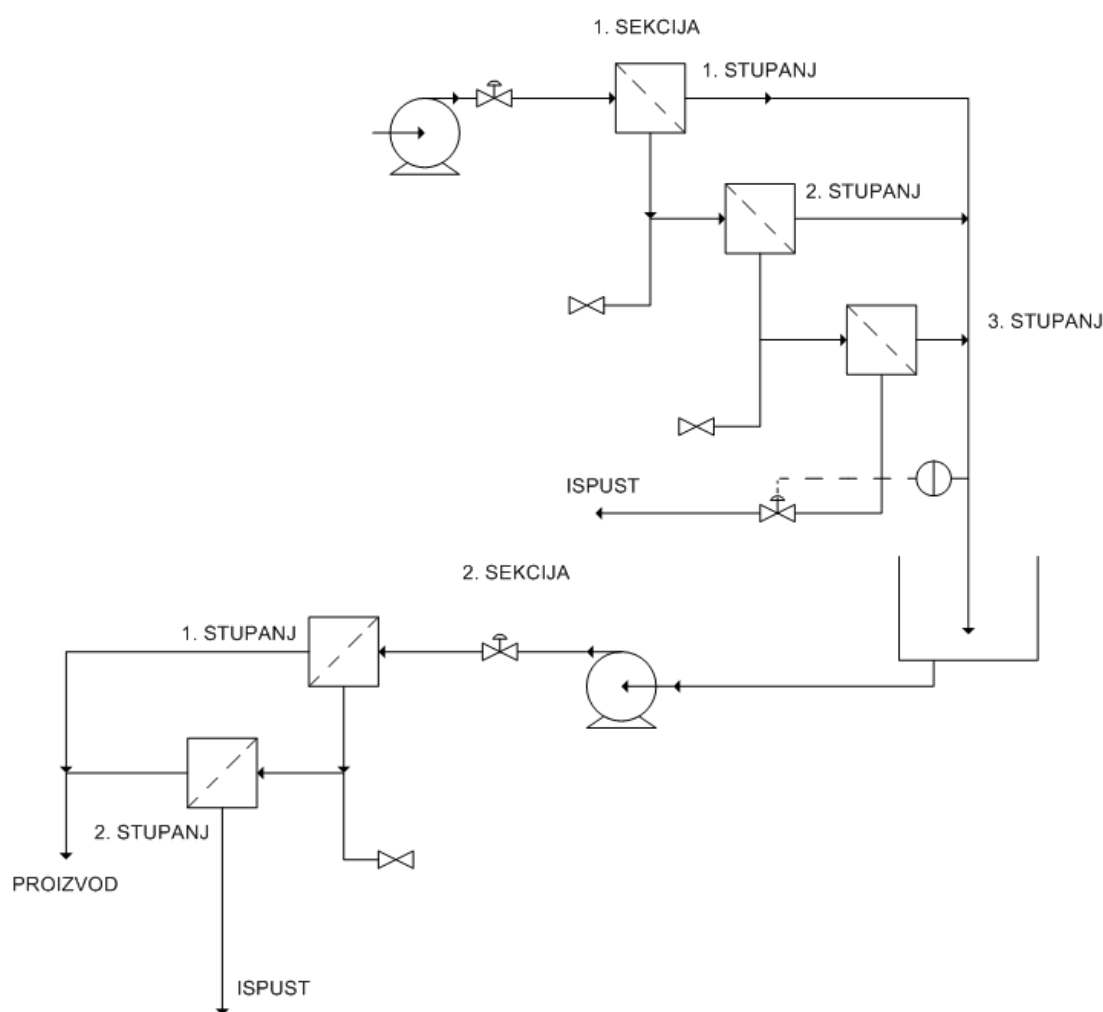 1. SEKCIJA
1. STUPANJ
2. STUPANJ
3. STUPANJ
ISPUST
2. SEKCIJA
1. STUPANJ
2. STUPANJ
PROIZVOD
ISPUST